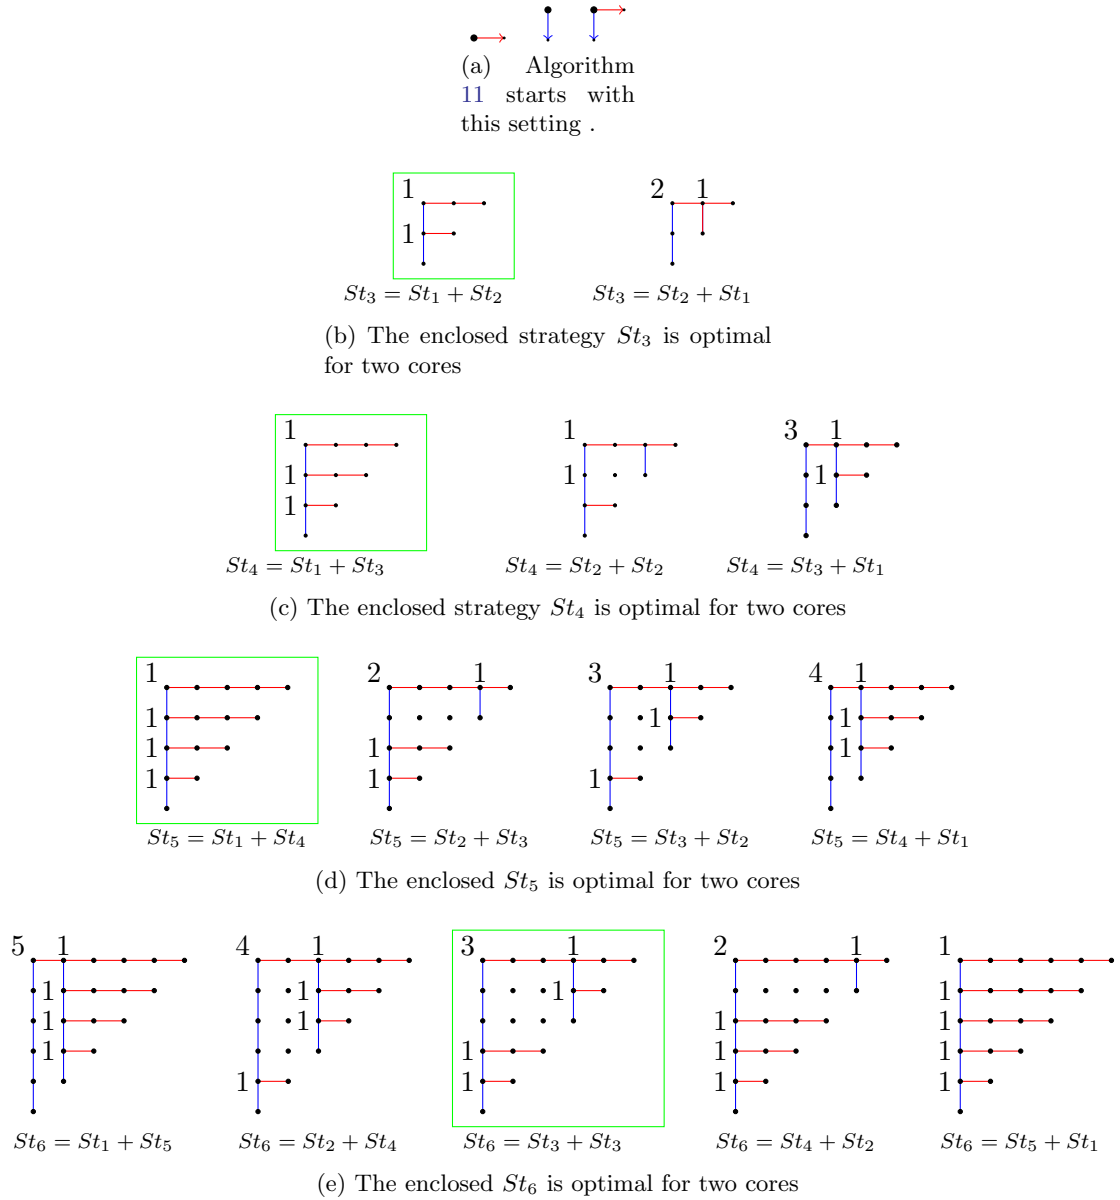 (a) Algorithm
11 starts with
this setting .
1
1
2 1
St₃ = St₁ + St₂
St₃ = St₂ + St₁
(b) The enclosed strategy St₃ is optimal
for two cores
1
1
1
1
1
3 1
1
St₄ = St₁ + St₃
St₄ = St₂ + St₂
St₄ = St₃ + St₁
(c) The enclosed strategy St₄ is optimal for two cores
1
1
1
1
2 1
1
1
3 1
1
1
4 1
1
1
St₅ = St₁ + St₄
St₅ = St₂ + St₃
St₅ = St₃ + St₂
St₅ = St₄ + St₁
(d) The enclosed St₅ is optimal for two cores
5 1
1
1
1
4 1
1
1
1
3 1
1
1
1
2 1
1
1
1
1
1
1
1
1
St₆ = St₁ + St₅
St₆ = St₂ + St₄
St₆ = St₃ + St₃
St₆ = St₄ + St₂
St₆ = St₅ + St₁
(e) The enclosed St₆ is optimal for two cores